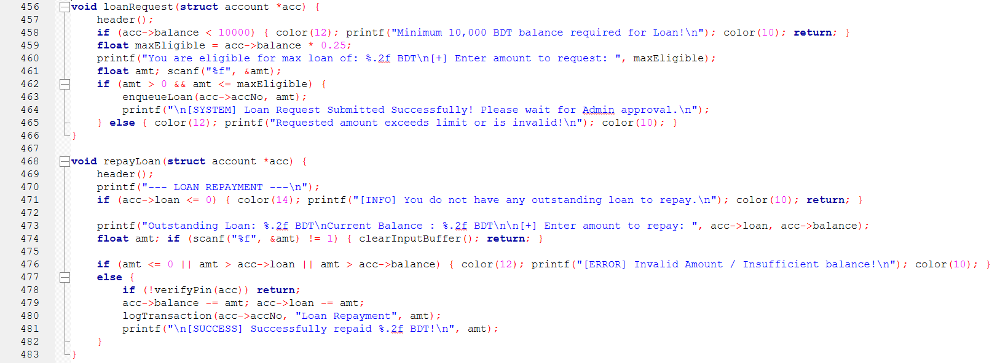 456 void loanRequest(struct account *acc) {
457     header();
458     if (acc->balance < 10000) { color(12); printf("Minimum 10,000 BDT balance required for Loan!\n"); color(10); return; }
459     float maxEligible = acc->balance * 0.25;
460     printf("You are eligible for max loan of: %.2f BDT\n[+] Enter amount to request: ", maxEligible);
461     float amt; scanf("%f", &amt);
462     if (amt > 0 && amt <= maxEligible) {
463         enqueueLoan(acc->accNo, amt);
464         printf("\n[SYSTEM] Loan Request Submitted Successfully! Please wait for Admin approval.\n");
465     } else { color(12); printf("Requested amount exceeds limit or is invalid!\n"); color(10); }
466 }
467
468 void repayLoan(struct account *acc) {
469     header();
470     printf("--- LOAN REPAYMENT ---\n");
471     if (acc->loan <= 0) { color(14); printf("[INFO] You do not have any outstanding loan to repay.\n"); color(10); return; }
472
473     printf("Outstanding Loan: %.2f BDT\nCurrent Balance : %.2f BDT\n\n[+] Enter amount to repay: ", acc->loan, acc->balance);
474     float amt; if (scanf("%f", &amt) != 1) { clearInputBuffer(); return; }
475
476     if (amt <= 0 || amt > acc->loan || amt > acc->balance) { color(12); printf("[ERROR] Invalid Amount / Insufficient balance!\n"); color(10); }
477     else {
478         if (!verifyPin(acc)) return;
479         acc->balance -= amt; acc->loan -= amt;
480         logTransaction(acc->accNo, "Loan Repayment", amt);
481         printf("\n[SUCCESS] Successfully repaid %.2f BDT!\n", amt);
482     }
483 }